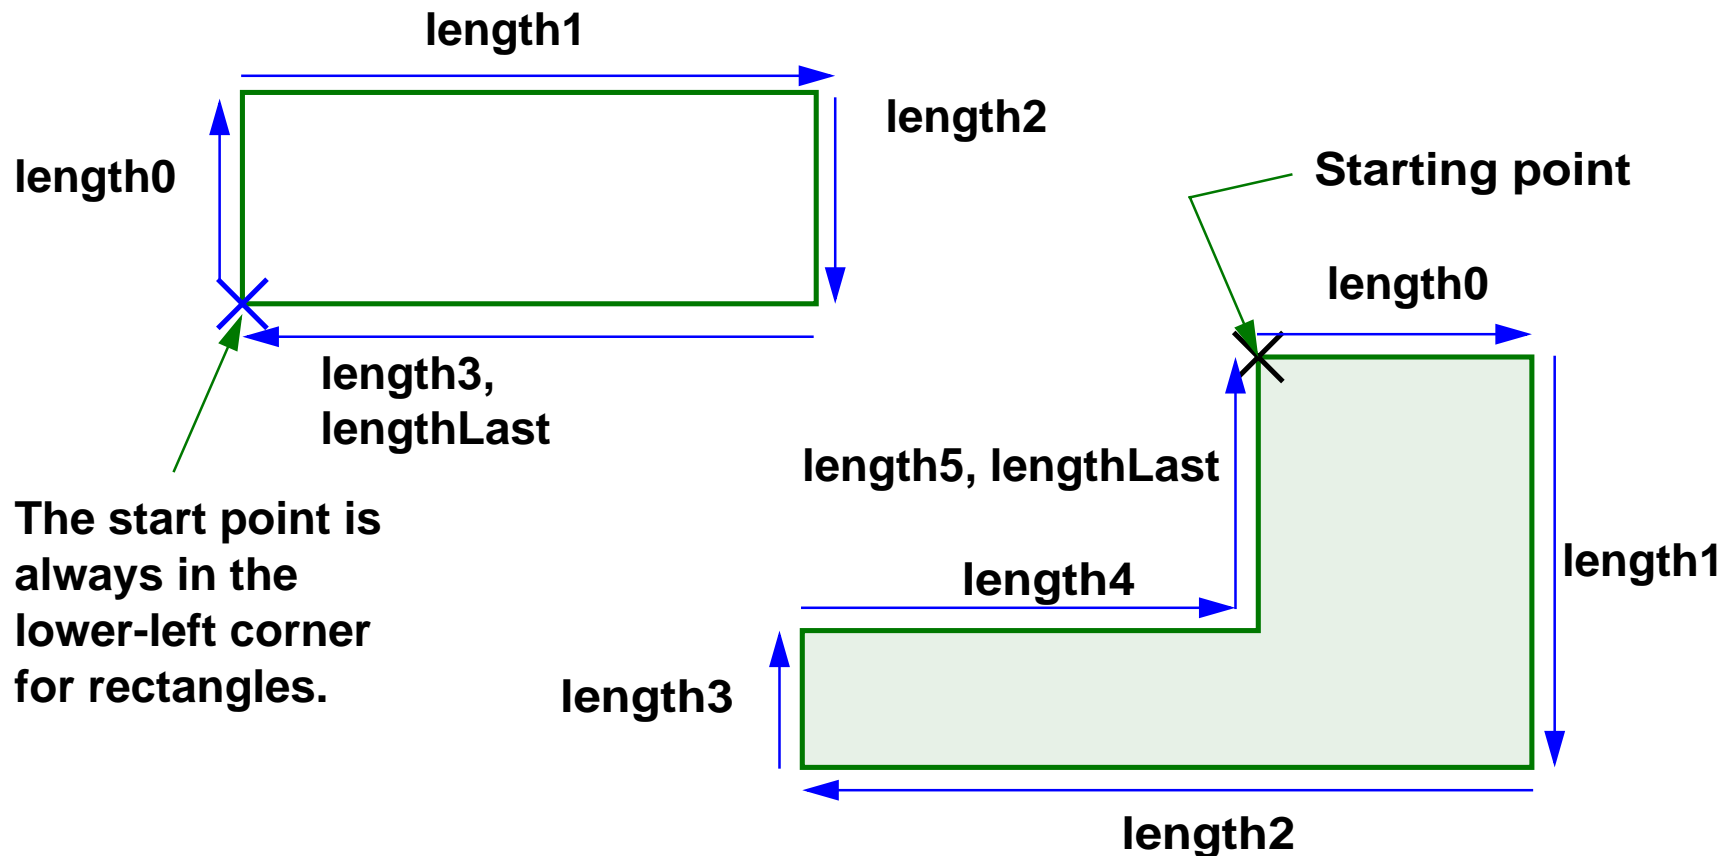 length1
length2
length0
length3,
lengthLast
The start point is
always in the
lower-left corner
for rectangles.
Starting point
length0
length5, lengthLast
length1
length4
length3
length2